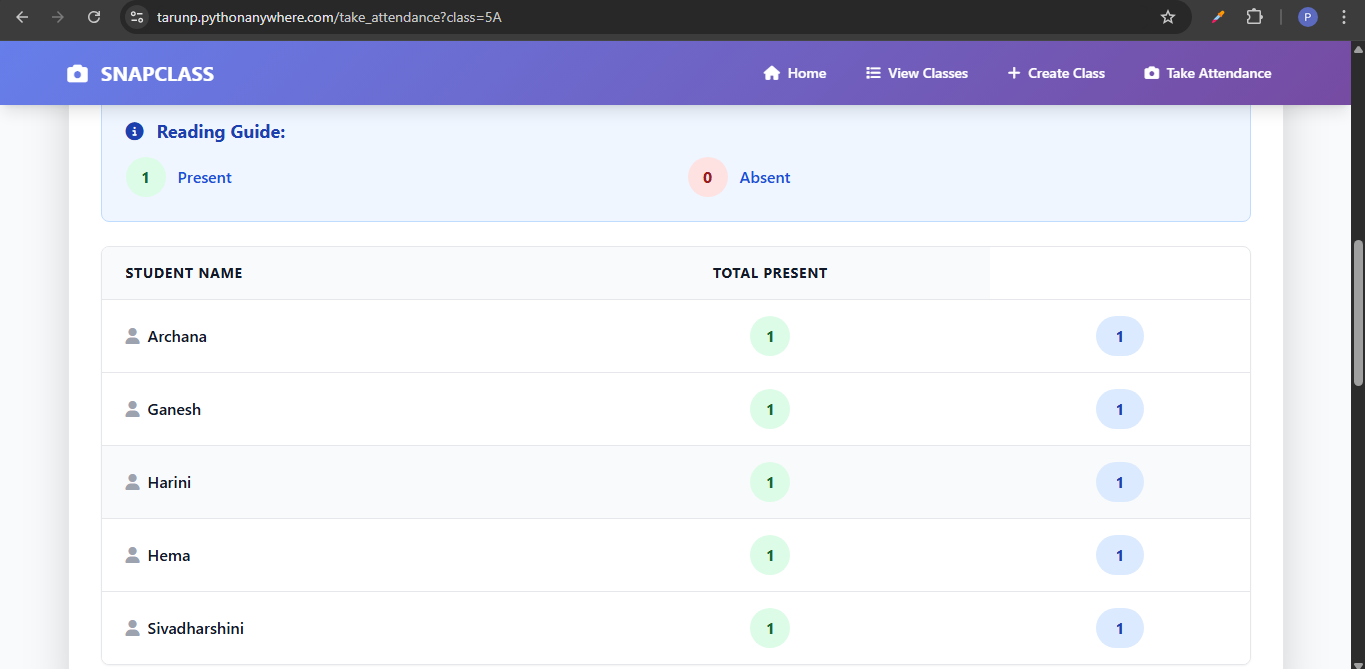 tarunp.pythonanywhere.com/take_attendance?class=5A
P
SNAPCLASS
Home
View Classes
Create Class
Take Attendance
Reading Guide:
1 Present
0 Absent
STUDENT NAME TOTAL PRESENT
Archana 1 1
Ganesh 1 1
Harini 1 1
Hema 1 1
Sivadharshini 1 1